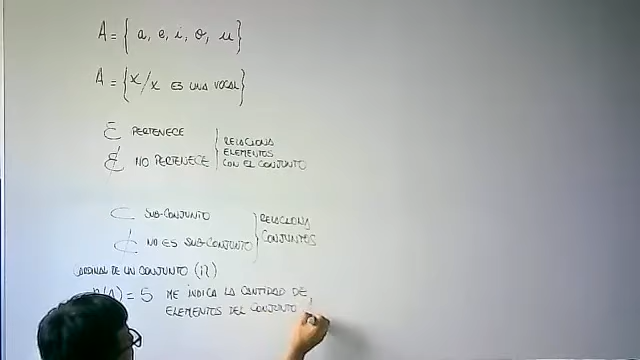 A = { a, e, i, o, u }
A = { x/x ES UNA VOCAL }
∈ PERTENECE
∉ NO PERTENECE
RELACIONA
ELEMENTOS
CON EL CONJUNTO
⊂ SUB-CONJUNTO
⊄ NO ES SUB-CONJUNTO
RELACIONA
CONJUNTOS
CARDINAL DE UN CONJUNTO (n)
n(A) = 5 ME INDICA LA CANTIDAD DE
ELEMENTOS DEL CONJUNTO